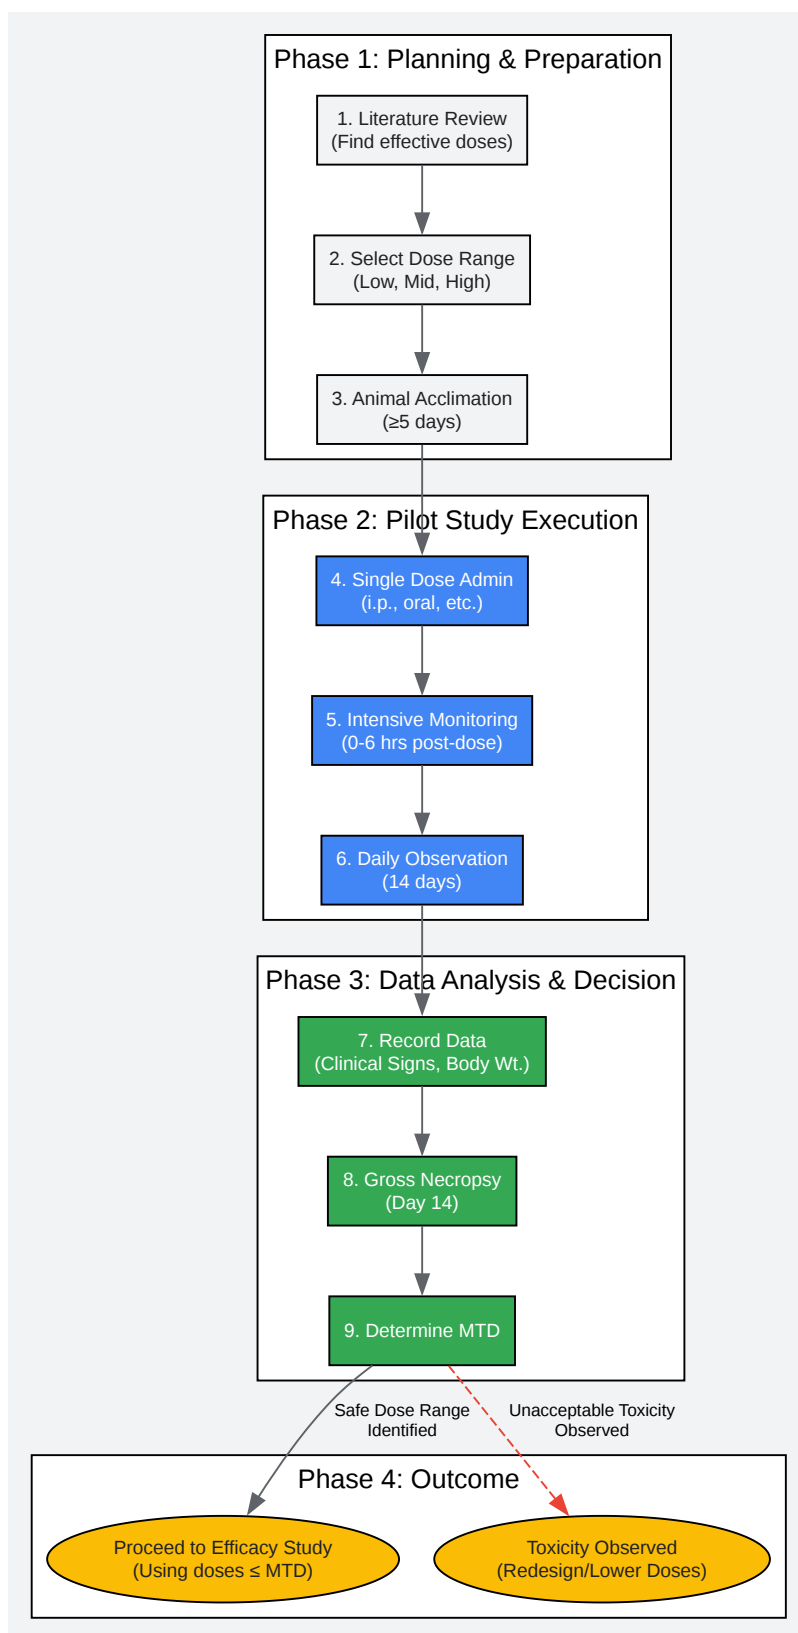 Phase 1: Planning & Preparation
1. Literature Review
(Find effective doses)
2. Select Dose Range
(Low, Mid, High)
3. Animal Acclimation
(≥5 days)
Phase 2: Pilot Study Execution
4. Single Dose Admin
(i.p., oral, etc.)
5. Intensive Monitoring
(0-6 hrs post-dose)
6. Daily Observation
(14 days)
Phase 3: Data Analysis & Decision
7. Record Data
(Clinical Signs, Body Wt.)
8. Gross Necropsy
(Day 14)
9. Determine MTD
Safe Dose Range
Identified
Unacceptable Toxicity
Observed
Phase 4: Outcome
Proceed to Efficacy Study
(Using doses ≤ MTD)
Toxicity Observed
(Redesign/Lower Doses)